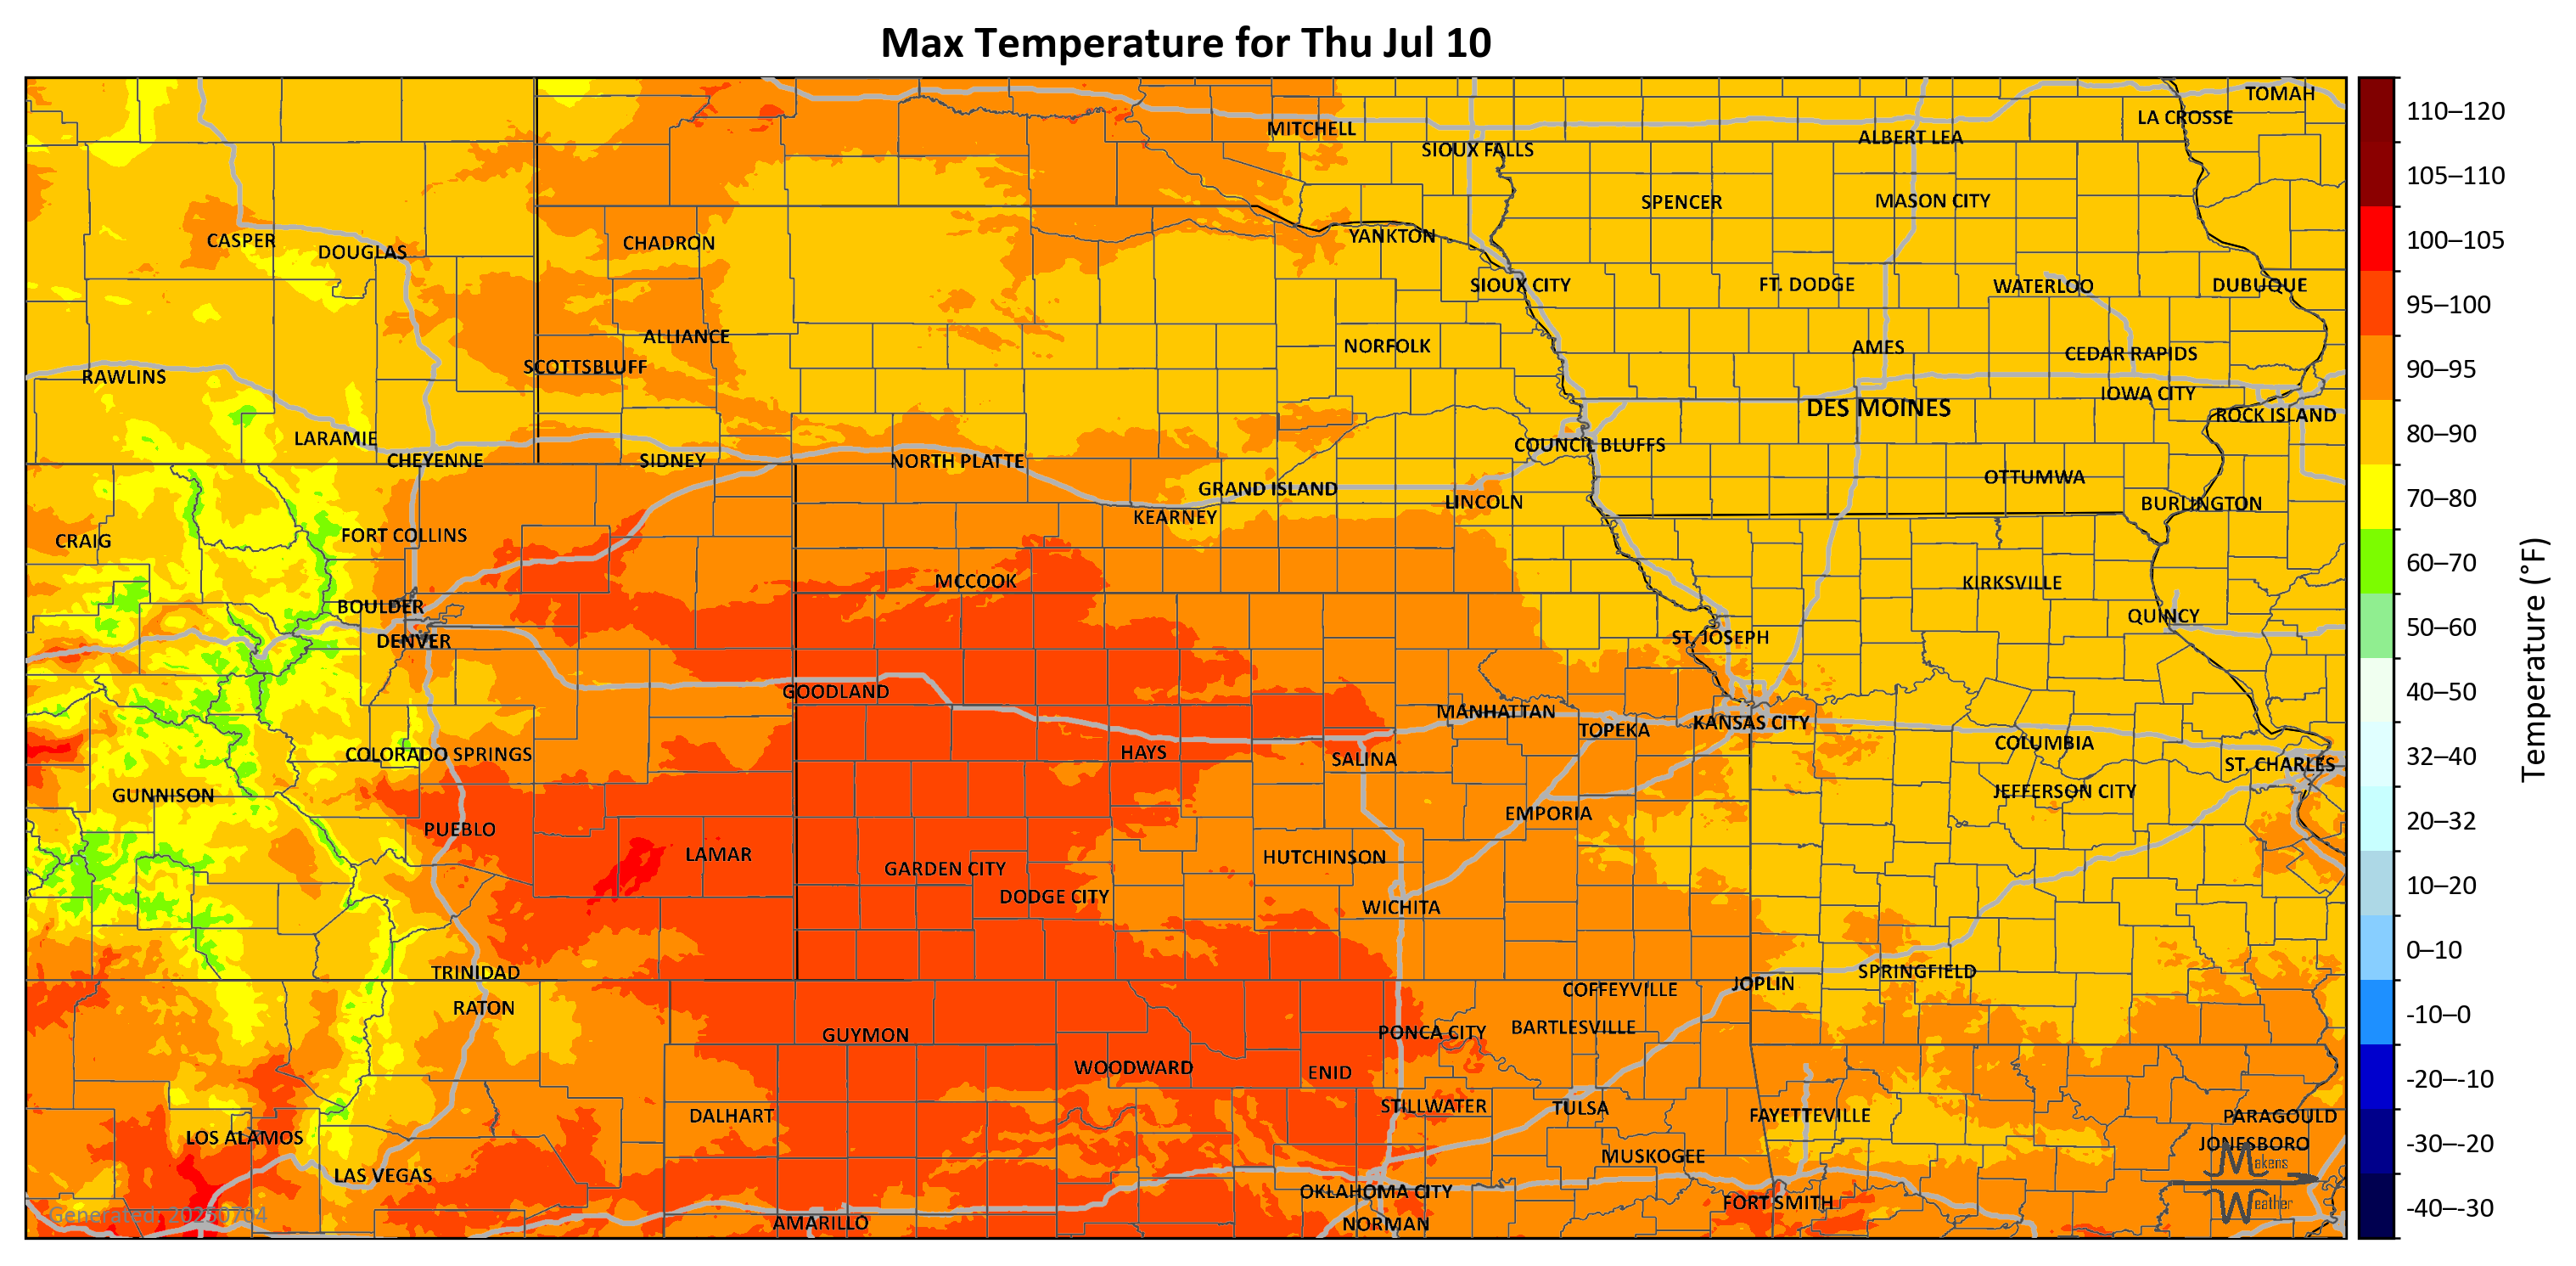 Max Temperature for Thu Jul 10
TOMAH
LA CROSSE
MITCHELL
ALBERT LEA
SIOUX FALLS
SPENCER
MASON CITY
CASPER
DOUGLAS
CHADRON
YANKTON
SIOUX CITY
FT. DODGE
WATERLOO
DUBUQUE
ALLIANCE
NORFOLK
AMES
CEDAR RAPIDS
SCOTTSBLUFF
RAWLINS
IOWA CITY
DES MOINES
ROCK ISLAND
LARAMIE
COUNCIL BLUFFS
CHEYENNE
SIDNEY
NORTH PLATTE
OTTUMWA
GRAND ISLAND
LINCOLN
BURLINGTON
KEARNEY
FORT COLLINS
CRAIG
MCCOOK
KIRKSVILLE
BOULDER
QUINCY
DENVER
ST. JOSEPH
GOODLAND
MANHATTAN
KANSAS CITY
TOPEKA
COLUMBIA
COLORADO SPRINGS
HAYS
SALINA
ST. CHARLES
GUNNISON
JEFFERSON CITY
EMPORIA
PUEBLO
LAMAR
HUTCHINSON
GARDEN CITY
DODGE CITY
WICHITA
TRINIDAD
SPRINGFIELD
JOPLIN
COFFEYVILLE
RATON
BARTLESVILLE
PONCA CITY
GUYMON
WOODWARD
ENID
STILLWATER
TULSA
DALHART
FAYETTEVILLE
PARAGOULD
LOS ALAMOS
JONESBORO
MUSKOGEE
LAS VEGAS
OKLAHOMA CITY
FORT SMITH
AMARILLO
NORMAN
Generated: 20250704
Makens
Weather
110–120
105–110
100–105
95–100
90–95
80–90
70–80
60–70
50–60
40–50
32–40
20–32
10–20
0–10
-10–0
-20–-10
-30–-20
-40–-30
Temperature (°F)